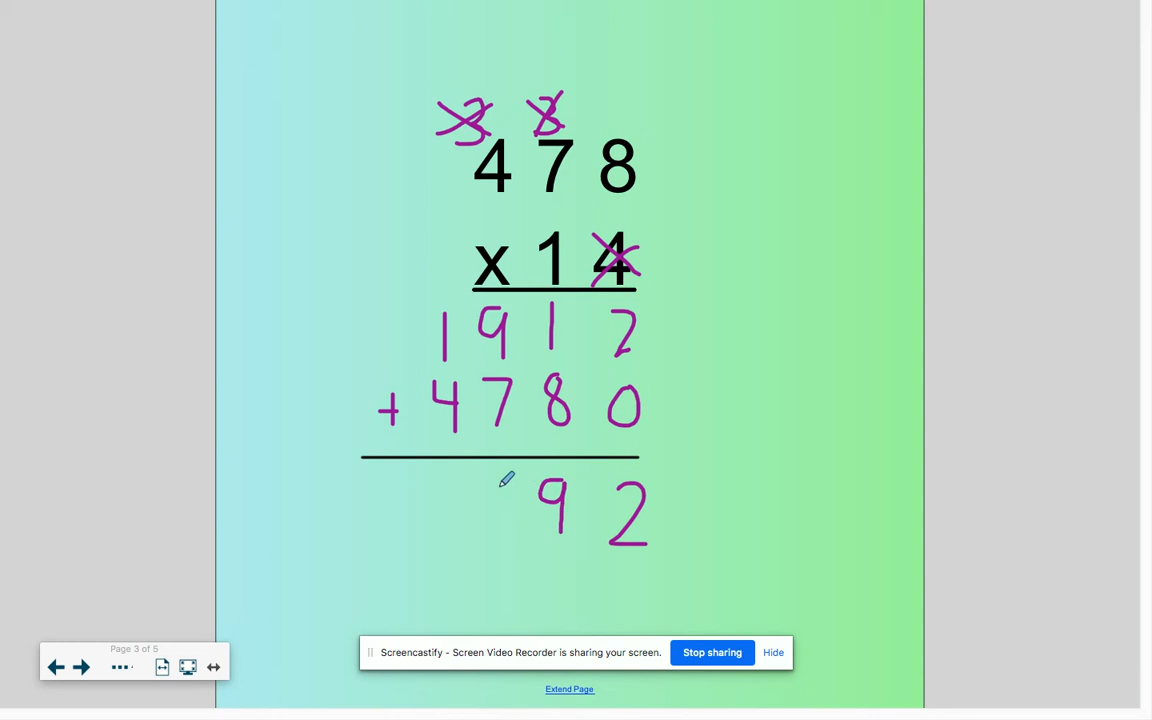 3 3
4 7 8
x 1 4
1 9 1 2
+ 4 7 8 0
9 2
Page 3 of 5
Screencastify - Screen Video Recorder is sharing your screen. Stop sharing Hide
Extend Page